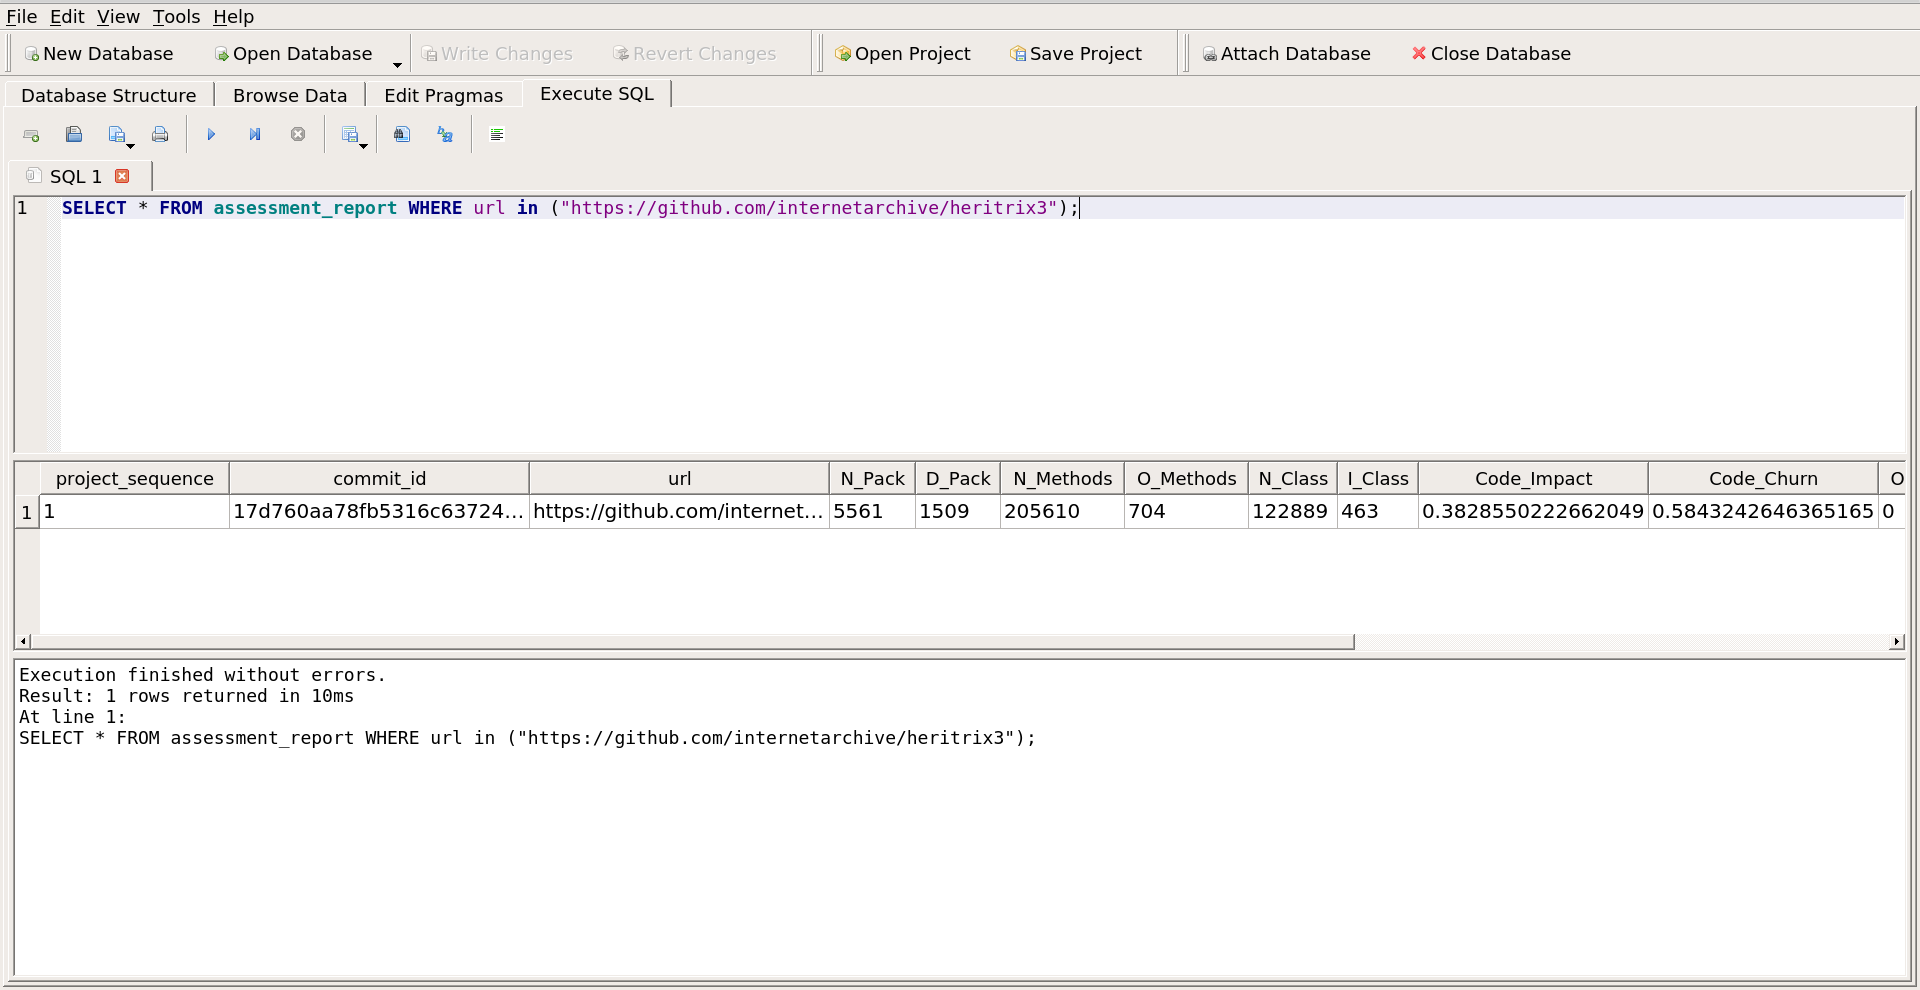 File Edit View Tools Help
New Database Open Database Write Changes Revert Changes Open Project Save Project Attach Database Close Database
Database Structure Browse Data Edit Pragmas Execute SQL
SQL 1
1 SELECT * FROM assessment_report WHERE url in ("https://github.com/internetarchive/heritrix3");
project_sequence commit_id url N_Pack D_Pack N_Methods O_Methods N_Class I_Class Code_Impact Code_Churn O
1 1 17d760aa78fb5316c63724... https://github.com/internet... 5561 1509 205610 704 122889 463 0.3828550222662049 0.5843242646365165 0
Execution finished without errors.
Result: 1 rows returned in 10ms
At line 1:
SELECT * FROM assessment_report WHERE url in ("https://github.com/internetarchive/heritrix3");